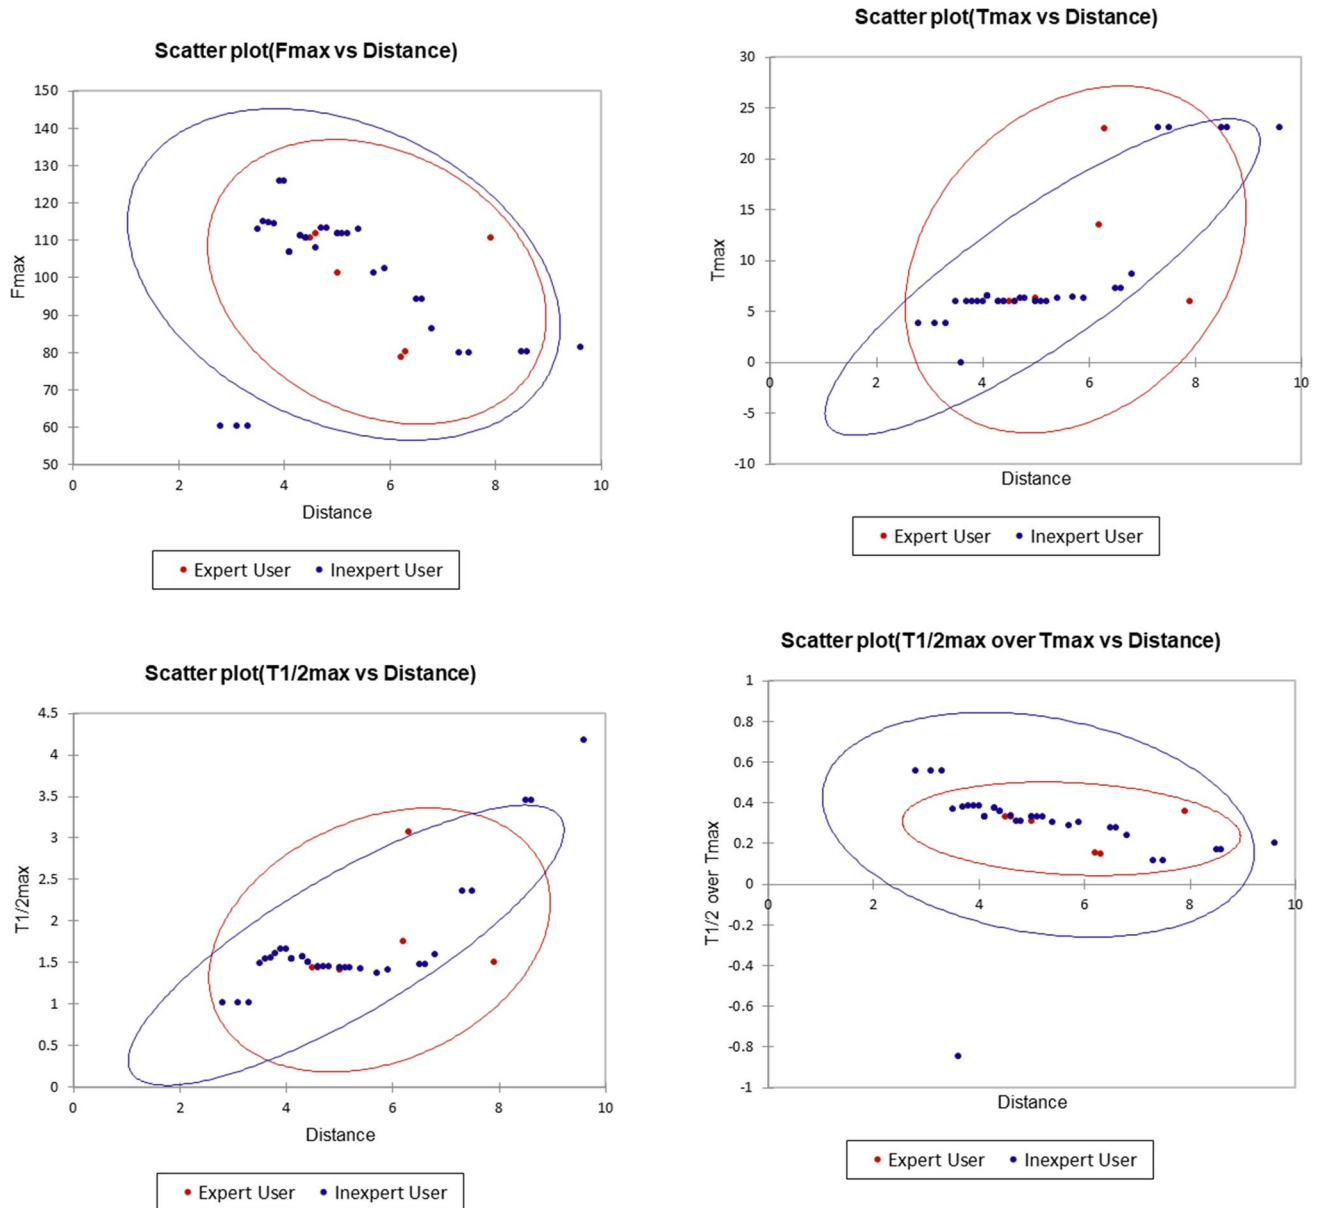 Scatter plot(Fmax vs Distance)
150
140
130
120
110
100
90
80
70
60
50
Fmax
0 2 4 6 8 10
Distance
Expert User Inexpert User
Scatter plot(Tmax vs Distance)
30
25
20
15
10
5
0
-5
-10
Tmax
0 2 4 6 8 10
Distance
Expert User Inexpert User
Scatter plot(T1/2max vs Distance)
4.5
4
3.5
3
2.5
2
1.5
1
0.5
0
T1/2max
0 2 4 6 8 10
Distance
Expert User Inexpert User
Scatter plot(T1/2max over Tmax vs Distance)
1
0.8
0.6
0.4
0.2
0
-0.2
-0.4
-0.6
-0.8
-1
T1/2 over Tmax
0 2 4 6 8 10
Distance
Expert User Inexpert User